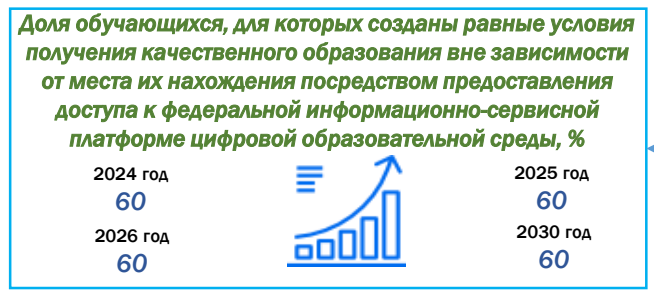 Доля обучающихся, для которых созданы равные условия
получения качественного образования вне зависимости
от места их нахождения посредством предоставления
доступа к федеральной информационно-сервисной
платформе цифровой образовательной среды, %
2024 год
60
2025 год
60
2026 год
60
2030 год
60